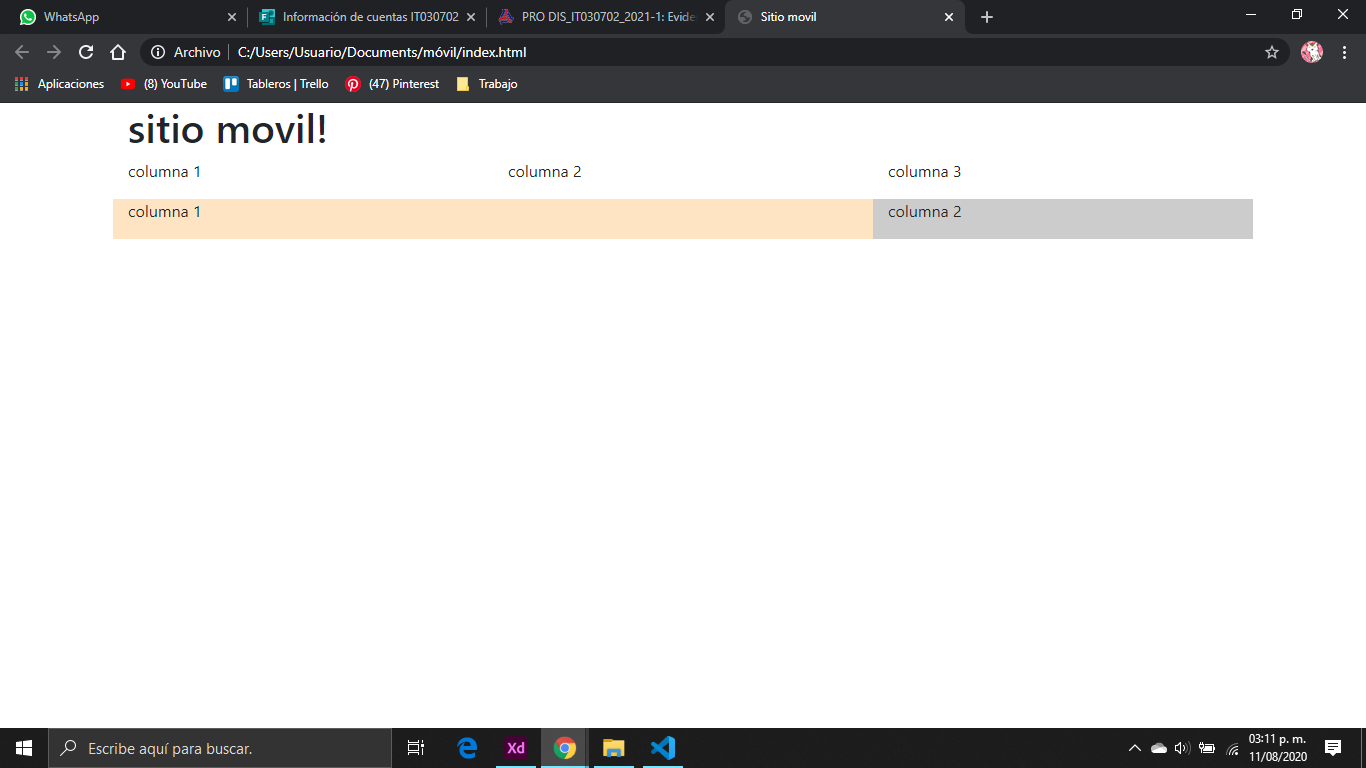 WhatsApp
Información de cuentas IT030702
PRO DIS_IT030702_2021-1: Evide
Sitio movil
Archivo
C:/Users/Usuario/Documents/móvil/index.html
Aplicaciones
(8) YouTube
Tableros | Trello
(47) Pinterest
Trabajo
sitio movil!
columna 1
columna 2
columna 3
columna 1
columna 2
Escribe aquí para buscar.
Xd
03:11 p. m.
11/08/2020